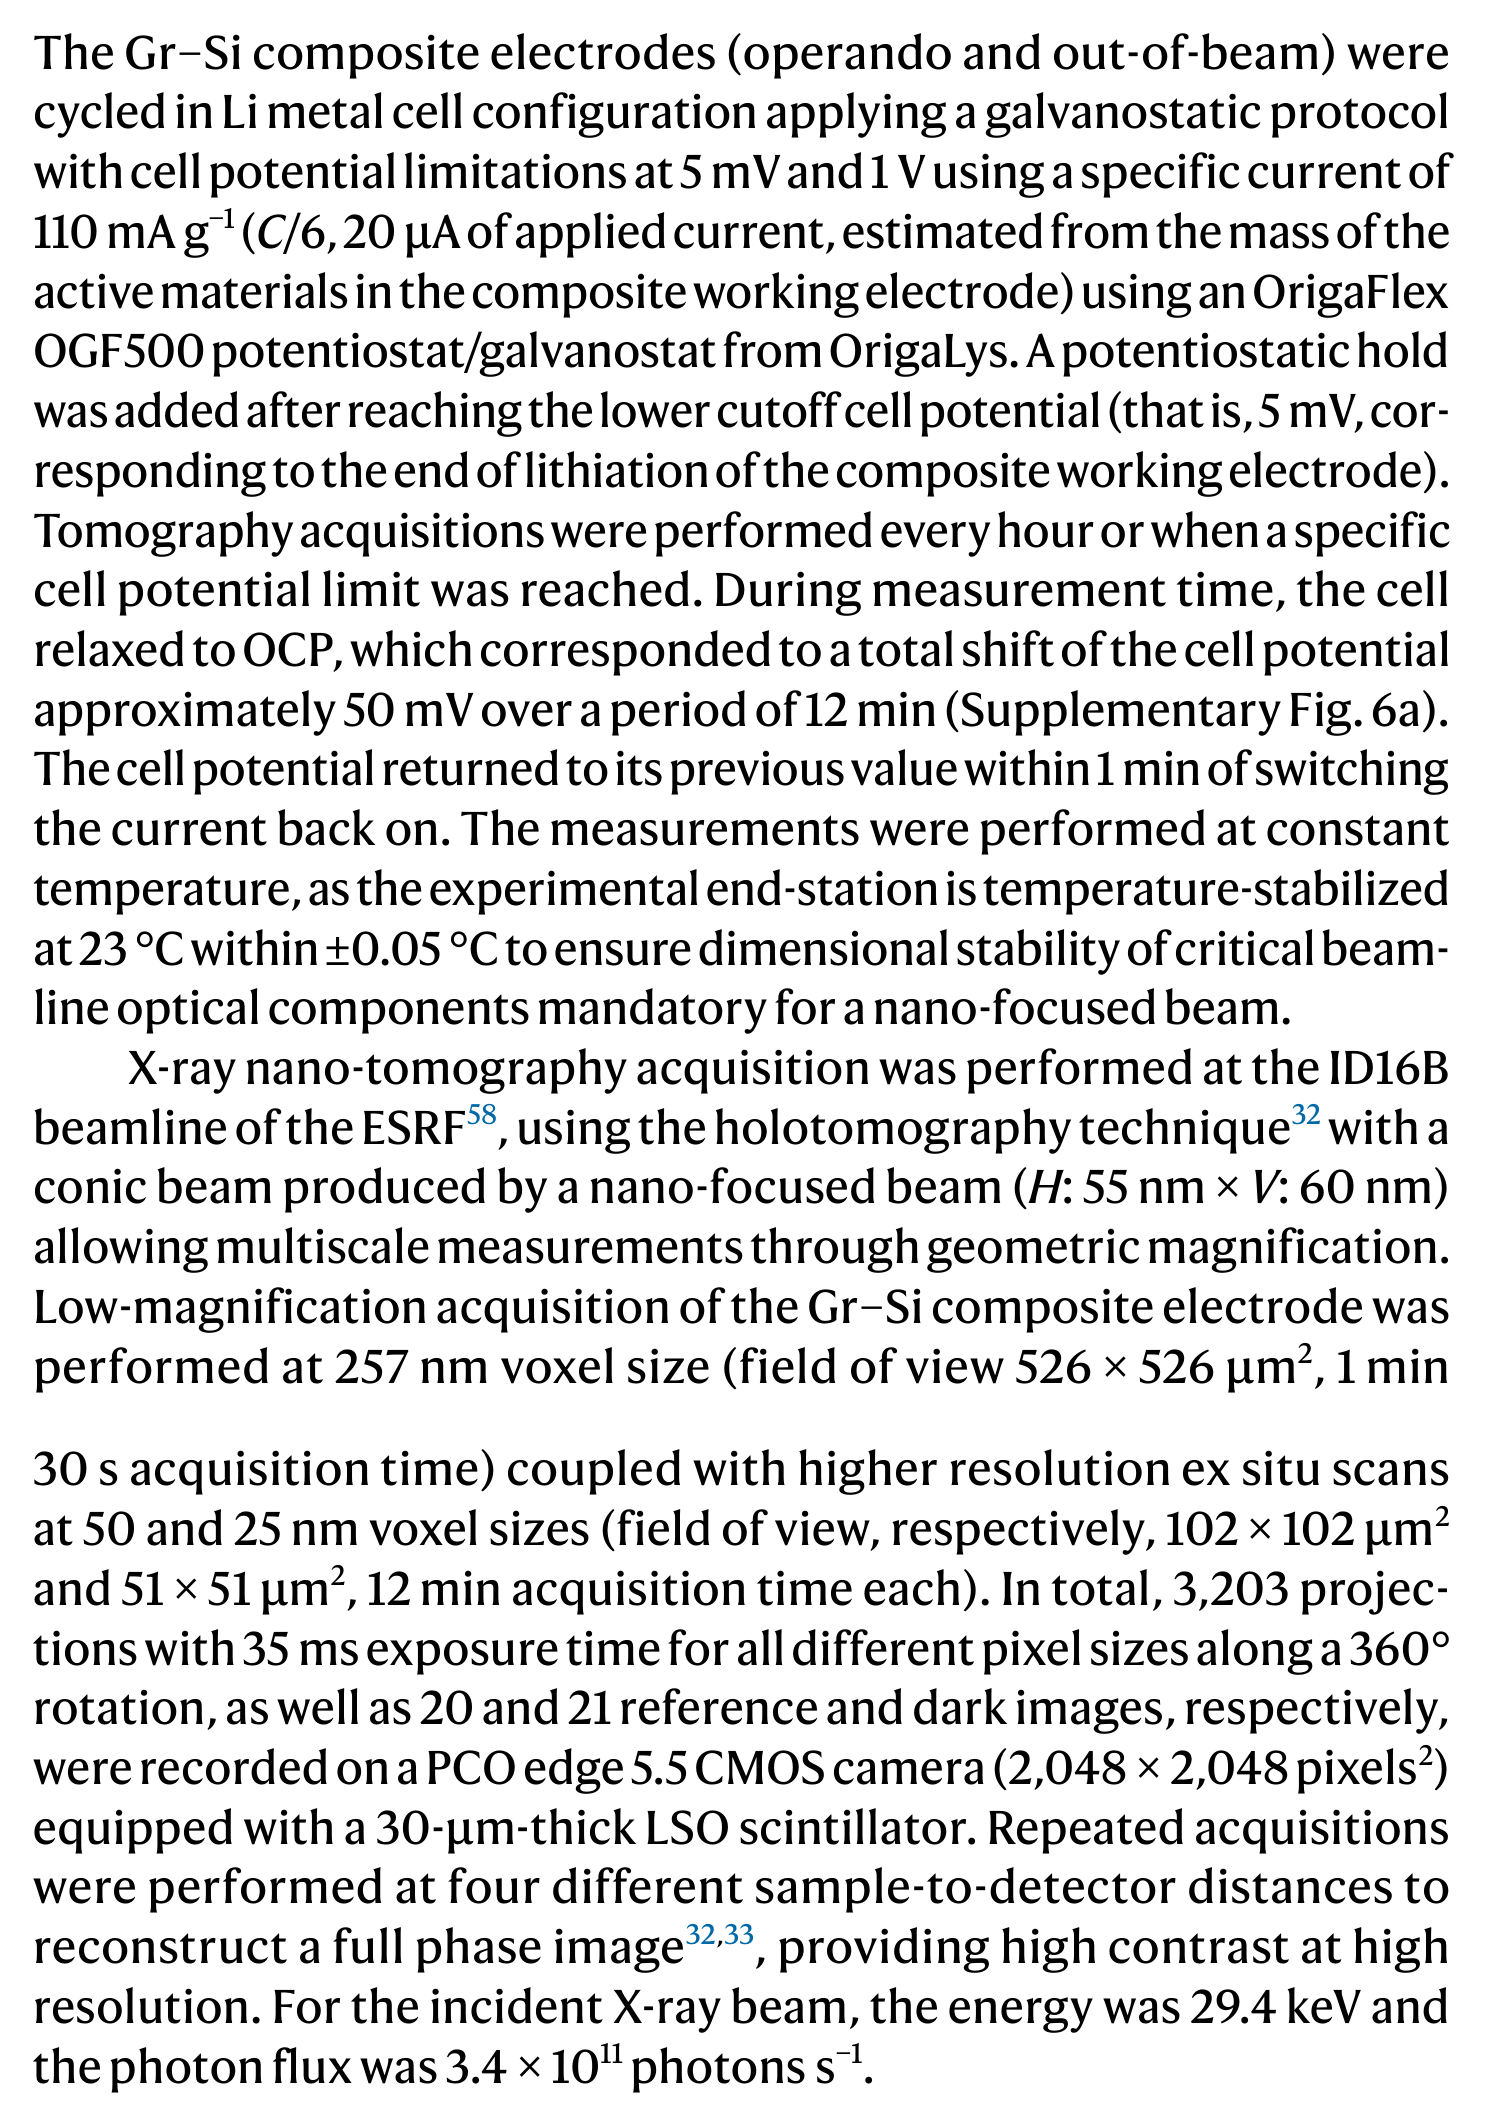 The Gr–Si composite electrodes (operando and out-of-beam) were
cycled in Li metal cell configuration applying a galvanostatic protocol
with cell potential limitations at 5 mV and 1 V using a specific current of
110 mA g⁻¹ (C/6, 20 μA of applied current, estimated from the mass of the
active materials in the composite working electrode) using an OrigaFlex
OGF500 potentiostat/galvanostat from OrigaLys. A potentiostatic hold
was added after reaching the lower cutoff cell potential (that is, 5 mV, cor-
responding to the end of lithiation of the composite working electrode).
Tomography acquisitions were performed every hour or when a specific
cell potential limit was reached. During measurement time, the cell
relaxed to OCP, which corresponded to a total shift of the cell potential
approximately 50 mV over a period of 12 min (Supplementary Fig. 6a).
The cell potential returned to its previous value within 1 min of switching
the current back on. The measurements were performed at constant
temperature, as the experimental end-station is temperature-stabilized
at 23 °C within ±0.05 °C to ensure dimensional stability of critical beam-
line optical components mandatory for a nano-focused beam.
X-ray nano-tomography acquisition was performed at the ID16B
beamline of the ESRF⁵⁸, using the holotomography technique³² with a
conic beam produced by a nano-focused beam (H: 55 nm × V: 60 nm)
allowing multiscale measurements through geometric magnification.
Low-magnification acquisition of the Gr–Si composite electrode was
performed at 257 nm voxel size (field of view 526 × 526 μm², 1 min
30 s acquisition time) coupled with higher resolution ex situ scans
at 50 and 25 nm voxel sizes (field of view, respectively, 102 × 102 μm²
and 51 × 51 μm², 12 min acquisition time each). In total, 3,203 projec-
tions with 35 ms exposure time for all different pixel sizes along a 360°
rotation, as well as 20 and 21 reference and dark images, respectively,
were recorded on a PCO edge 5.5 CMOS camera (2,048 × 2,048 pixels²)
equipped with a 30-μm-thick LSO scintillator. Repeated acquisitions
were performed at four different sample-to-detector distances to
reconstruct a full phase image³²,³³, providing high contrast at high
resolution. For the incident X-ray beam, the energy was 29.4 keV and
the photon flux was 3.4 × 10¹¹ photons s⁻¹.